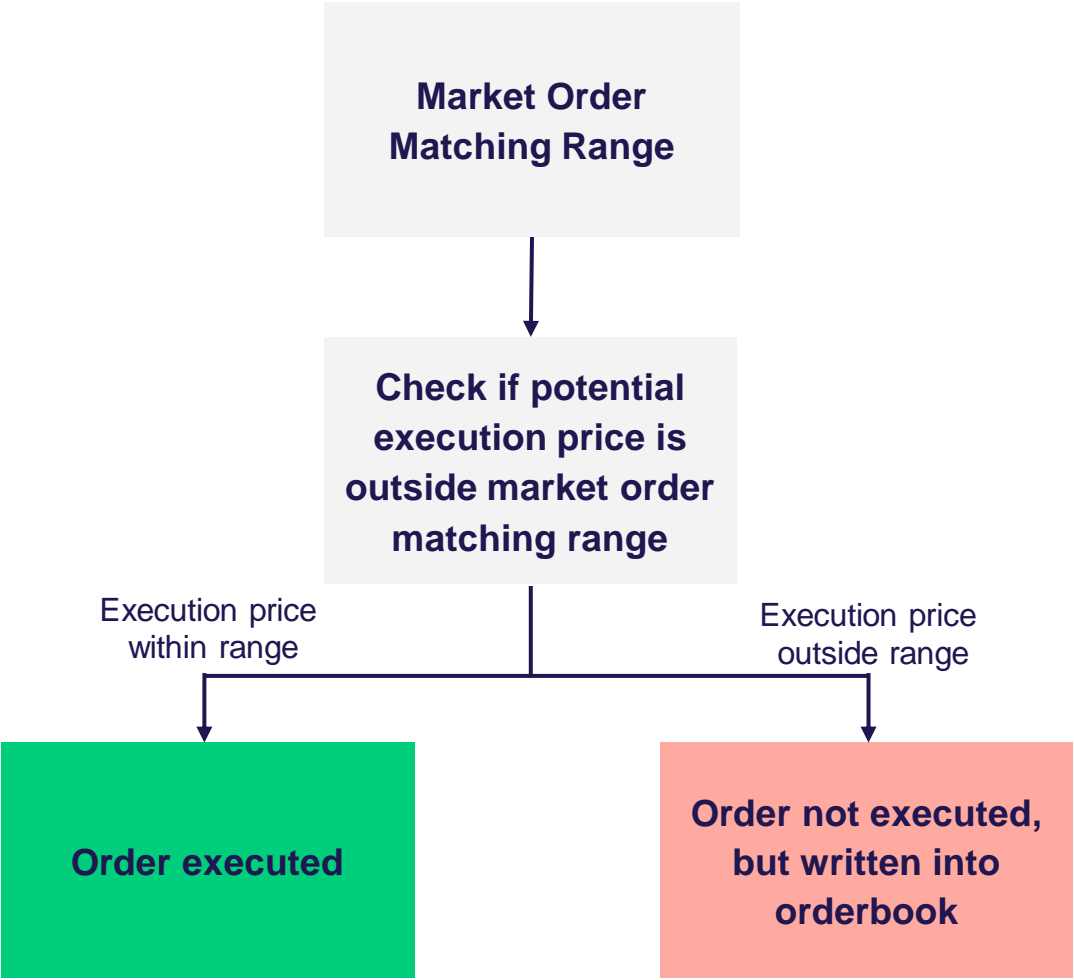 Market Order
Matching Range
Check if potential
execution price is
outside market order
matching range
Execution price
within range
Execution price
outside range
Order executed
Order not executed,
but written into
orderbook